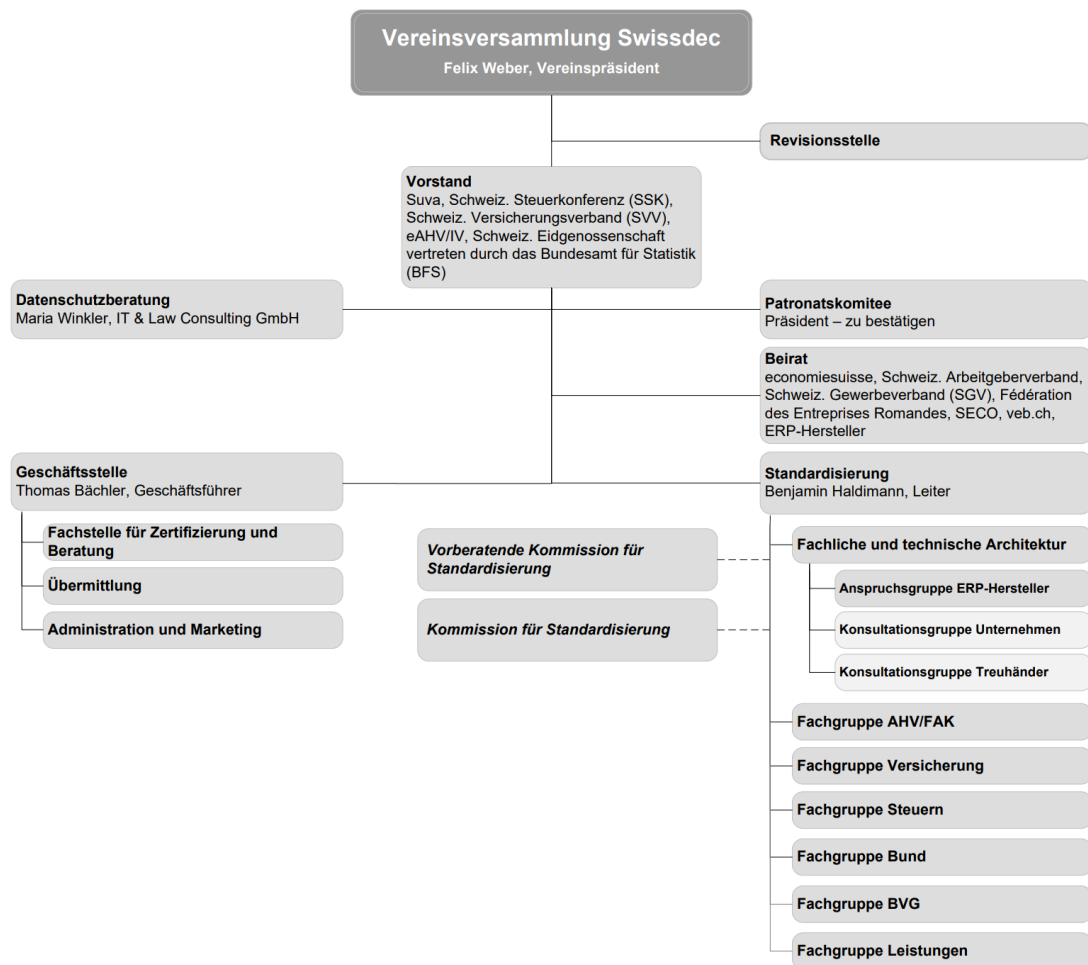 Vereinsversammlung Swissdec
Felix Weber, Vereinspräsident
Revisionsstelle
Vorstand
Suva, Schweiz. Steuerkonferenz (SSK),
Schweiz. Versicherungsverband (SVV),
eAHV/IV, Schweiz. Eidgenossenschaft
vertreten durch das Bundesamt für Statistik
(BFS)
Datenschutzberatung
Maria Winkler, IT & Law Consulting GmbH
Patronatskomitee
Präsident – zu bestätigen
Beirat
economiesuisse, Schweiz. Arbeitgeberverband,
Schweiz. Gewerbeverband (SGV), Fédération
des Entreprises Romandes, SECO, veb.ch,
ERP-Hersteller
Geschäftsstelle
Thomas Bächler, Geschäftsführer
Fachstelle für Zertifizierung und
Beratung
Übermittlung
Administration und Marketing
Standardisierung
Benjamin Haldimann, Leiter
Vorberatende Kommission für
Standardisierung
Kommission für Standardisierung
Fachliche und technische Architektur
Anspruchsgruppe ERP-Hersteller
Konsultationsgruppe Unternehmen
Konsultationsgruppe Treuhänder
Fachgruppe AHV/FAK
Fachgruppe Versicherung
Fachgruppe Steuern
Fachgruppe Bund
Fachgruppe BVG
Fachgruppe Leistungen